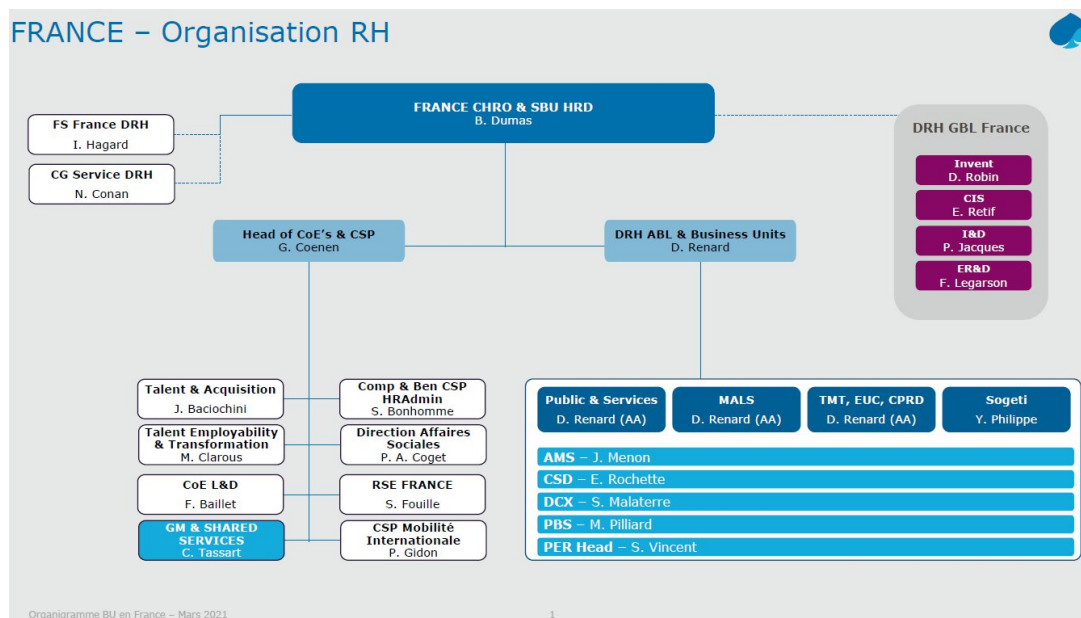 FRANCE – Organisation RH
FRANCE CHRO & SBU HRD
B. Dumas
FS France DRH
I. Hagard
CG Service DRH
N. Conan
DRH GBL France
Invent
D. Robin
CIS
E. Retif
I&D
P. Jacques
ER&D
F. Legarson
Head of CoE's & CSP
G. Coenen
DRH ABL & Business Units
D. Renard
Talent & Acquisition
J. Baciochini
Comp & Ben CSP
HRAdmin
S. Bonhomme
Talent Employability
& Transformation
M. Clarous
Direction Affaires
Sociales
P. A. Coget
CoE L&D
F. Baillet
RSE FRANCE
S. Fouille
GM & SHARED
SERVICES
C. Tassart
CSP Mobilité
Internationale
P. Gidon
Public & Services
D. Renard (AA)
MALS
D. Renard (AA)
TMT, EUC, CPRD
D. Renard (AA)
Sogeti
Y. Philippe
AMS – J. Menon
CSD – E. Rochette
DCX – S. Malaterre
PBS – M. Pilliard
PER Head – S. Vincent
Organigramme BU en France – Mars 2021
1